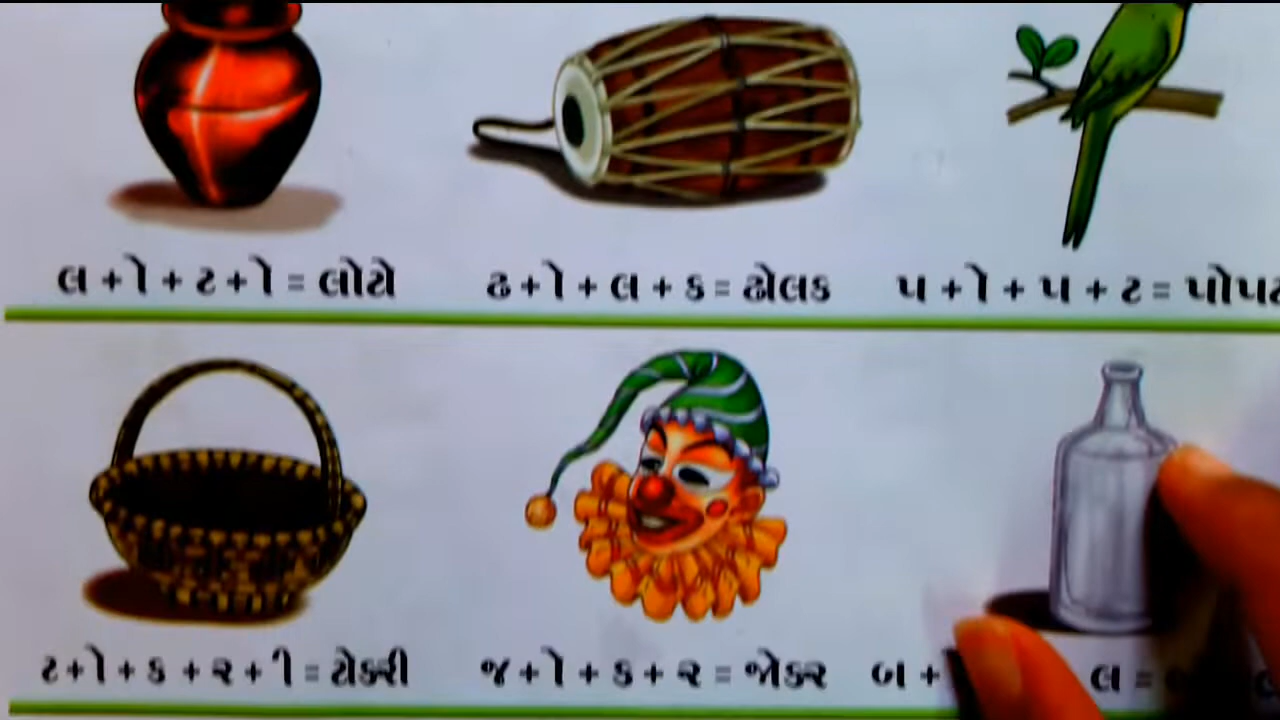 લ + ો + ટ + ો = લોટો ઢ + ો + લ + ક = ઢોલક પ + ો + પ + ટ = પોપટ
ટ + ો + ક + ર + ી = ટોકરી જ + ો + ક + ર = જોકર બ + લ =